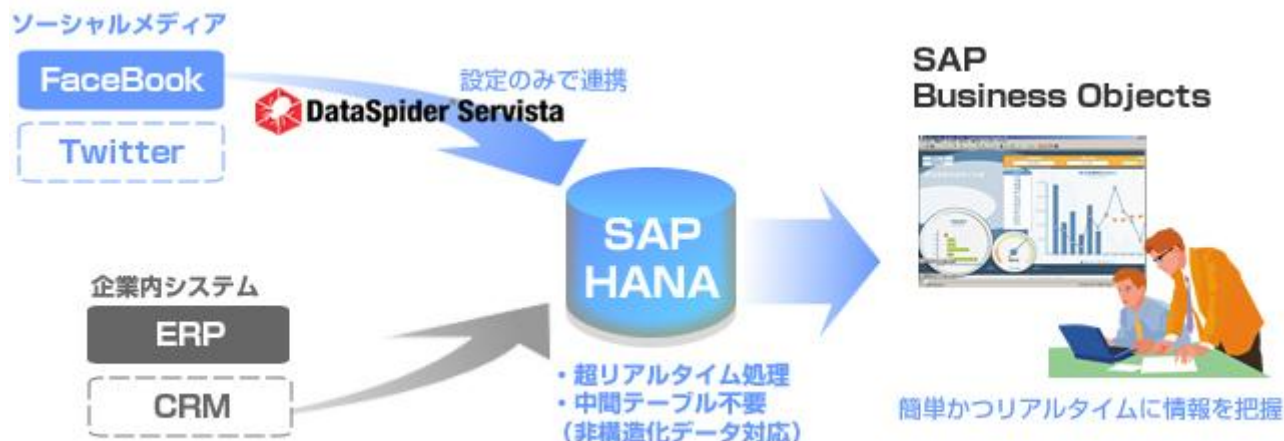 ソーシャルメディア
FaceBook
Twitter
設定のみで連携
DataSpider Servista
企業内システム
ERP
CRM
SAP
HANA
・超リアルタイム処理
・中間テーブル不要
（非構造化データ対応）
SAP
Business Objects
簡単かつリアルタイムに情報を把握